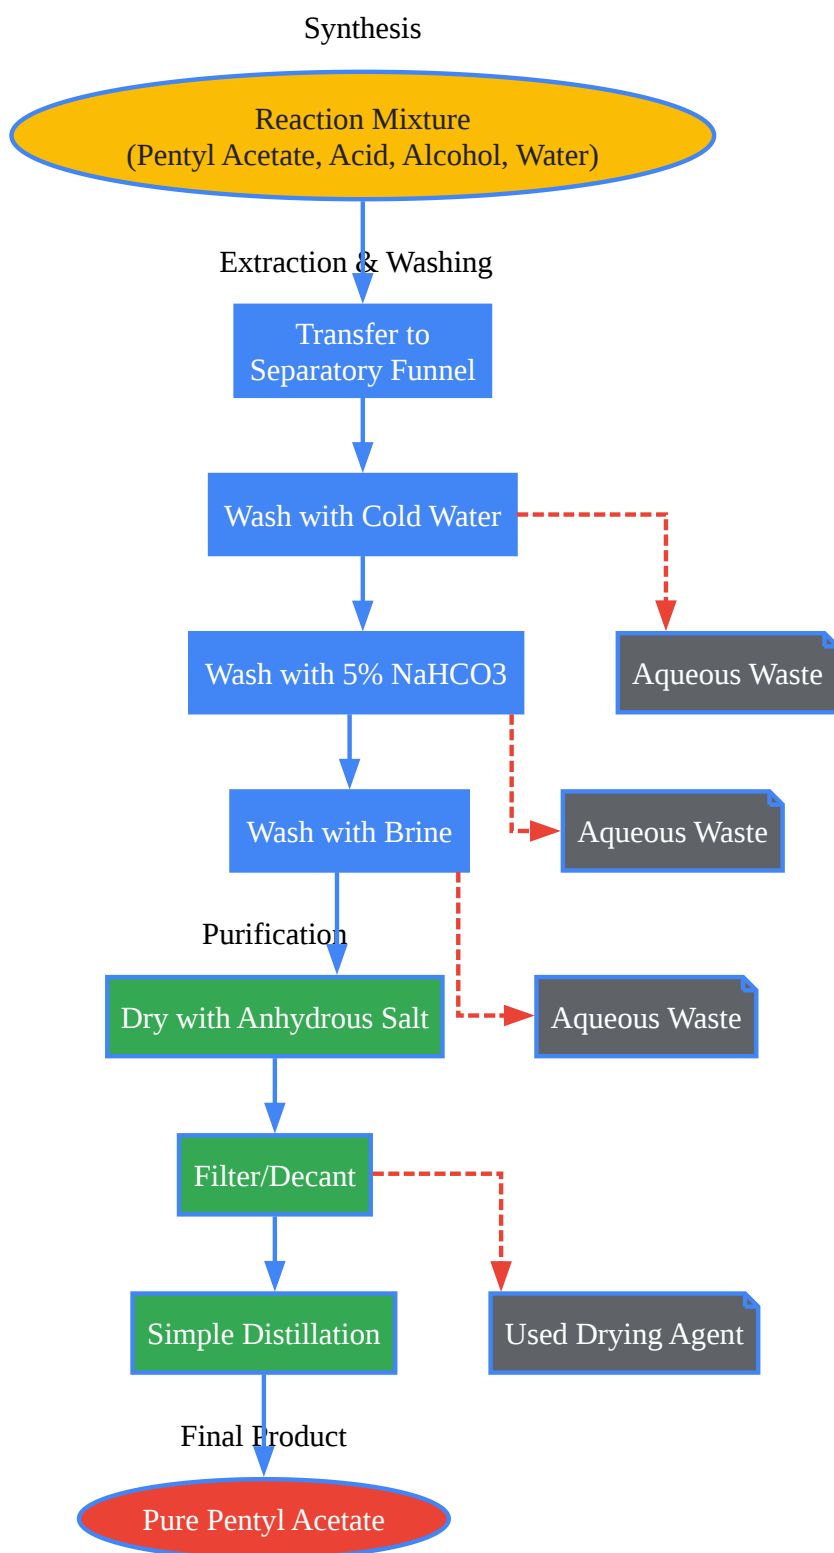 Synthesis
Reaction Mixture
(Pentyl Acetate, Acid, Alcohol, Water)
Extraction & Washing
Transfer to
Separatory Funnel
Wash with Cold Water
Wash with 5% NaHCO3
Aqueous Waste
Wash with Brine
Aqueous Waste
Purification
Dry with Anhydrous Salt
Aqueous Waste
Filter/Decant
Simple Distillation
Used Drying Agent
Final Product
Pure Pentyl Acetate